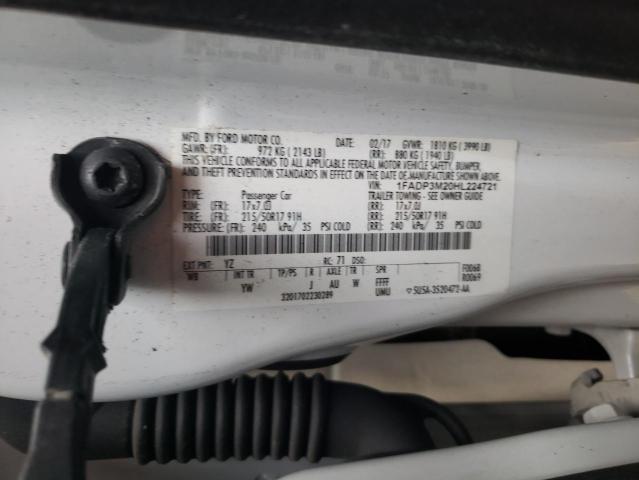 MFD. BY FORD MOTOR CO. DATE: 02/17 GVWR: 1810 KG (3990 LB)
GAWR: (FR): 972 KG (2143 LB) (RR): 880 KG (1940 LB)
THIS VEHICLE CONFORMS TO ALL APPLICABLE FEDERAL MOTOR VEHICLE SAFETY, BUMPER,
AND THEFT PREVENTION STANDARDS IN EFFECT ON THE DATE OF MANUFACTURE SHOWN ABOVE.
VIN: 1FADP3M20HL224721
TYPE: Passenger Car TRAILER TOWING - SEE OWNER GUIDE
RIM: (FR): 17x7.0J (RR): 17x7.0J
TIRE: (FR): 215/50R17 91H (RR): 215/50R17 91H
PRESSURE: (FR): 240 kPa/ 35 PSI COLD (RR): 240 kPa/ 35 PSI COLD
EXT PNT: YZ RC: 71 DSO: F0068
WB INT TR TP/PS R AXLE TR SPR R0069
YW J AU W FFFF
3201702230289 UMU 5U5A-3520472-AA